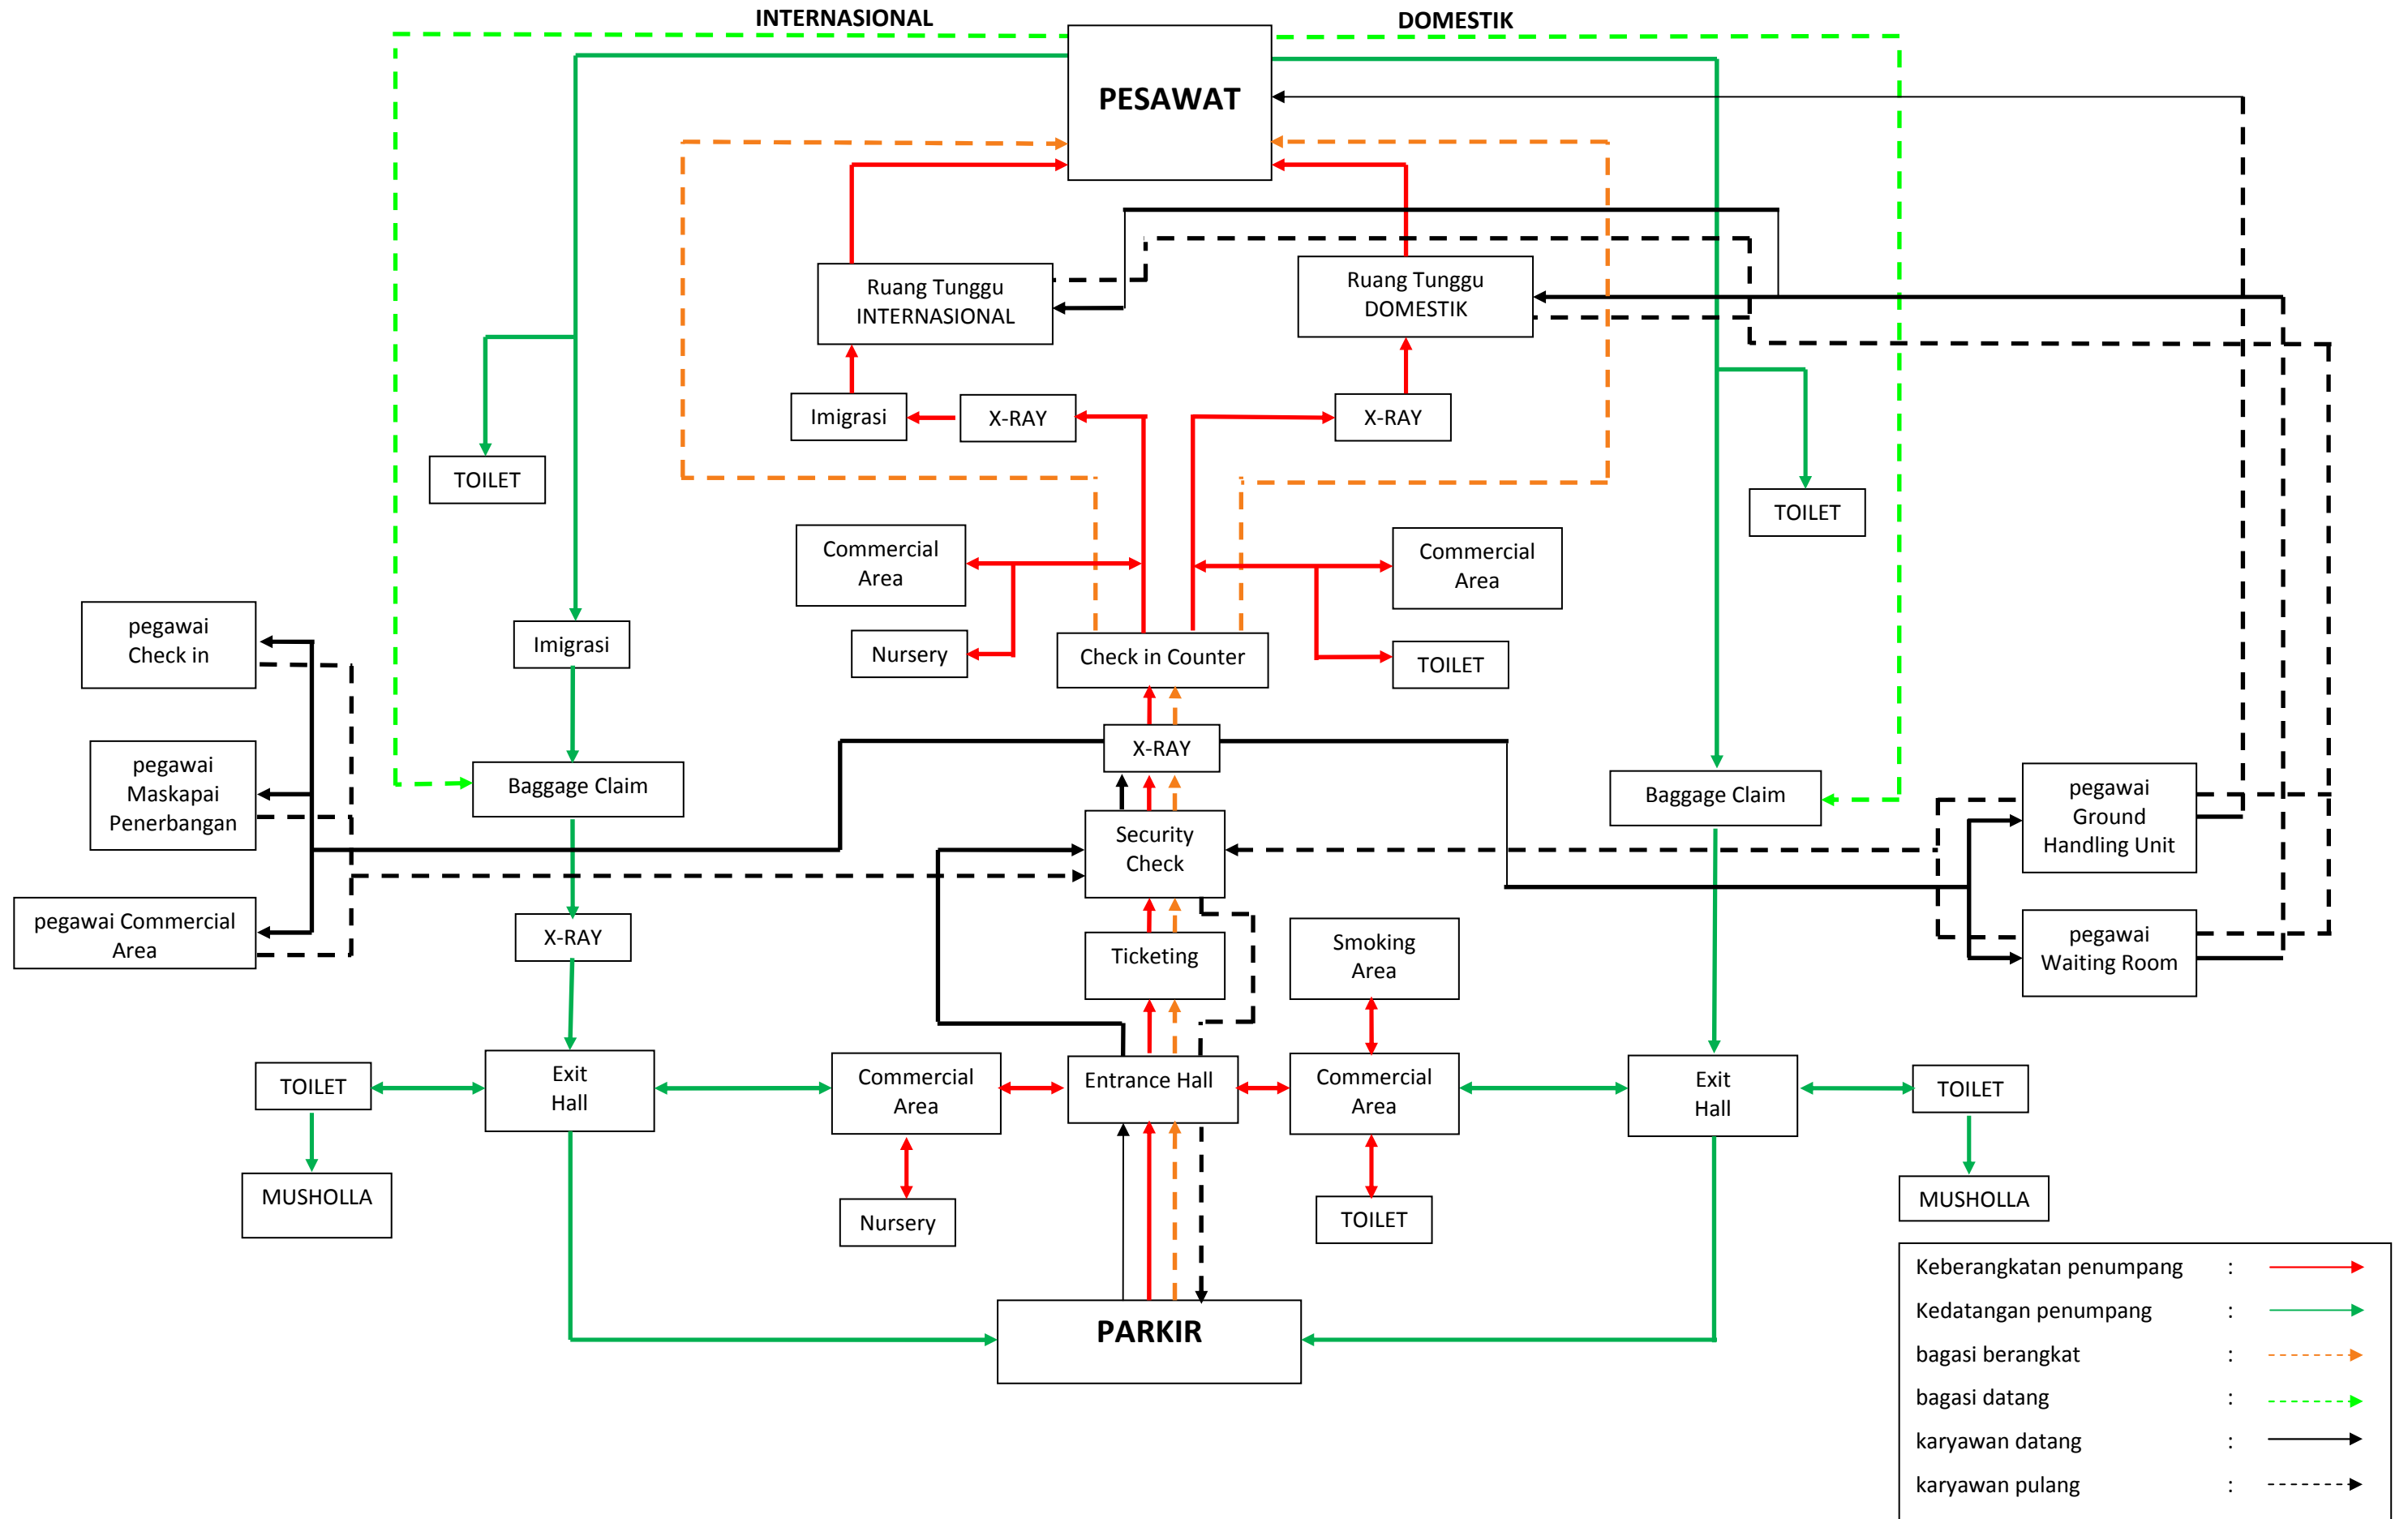 INTERNASIONAL
DOMESTIK
PESAWAT
Ruang Tunggu
INTERNASIONAL
Ruang Tunggu
DOMESTIK
Imigrasi
X-RAY
X-RAY
TOILET
TOILET
Commercial
Area
Commercial
Area
pegawai
Check in
Imigrasi
Nursery
Check in Counter
TOILET
pegawai
Maskapai
Penerbangan
X-RAY
Baggage Claim
Baggage Claim
pegawai
Ground
Handling Unit
Security
Check
pegawai Commercial
Area
X-RAY
Ticketing
Smoking
Area
pegawai
Waiting Room
TOILET
Exit
Hall
Commercial
Area
Entrance Hall
Commercial
Area
Exit
Hall
TOILET
MUSHOLLA
Nursery
TOILET
MUSHOLLA
PARKIR
Keberangkatan penumpang :
Kedatangan penumpang :
bagasi berangkat :
bagasi datang :
karyawan datang :
karyawan pulang :